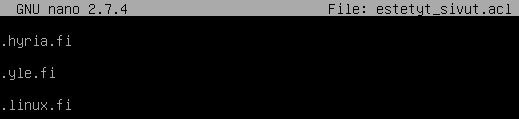 GNU nano 2.7.4 File: estetyt_sivut.acl
.hyria.fi
.yle.fi
.linux.fi